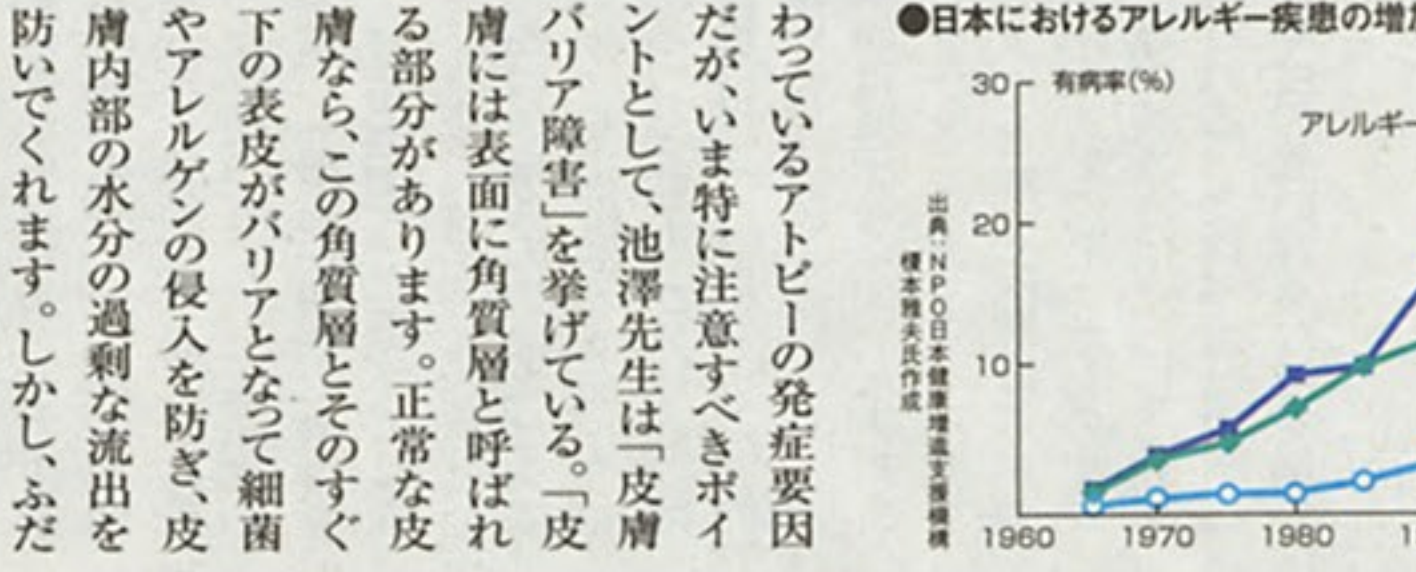 ●日本におけるアレルギー疾患の増
30
有病率(%)
アレルギー
20
10
1960
1970
1980
出典:NPO日本健康増進支援機構
榎本雅夫氏作成
わっているアトピーの発症要因
だが、いま特に注意すべきポイ
ントとして、池澤先生は「皮膚
バリア障害」を挙げている。「皮
膚には表面に角質層と呼ばれ
る部分があります。正常な皮
膚なら、この角質層とそのすぐ
下の表皮がバリアとなって細菌
やアレルゲンの侵入を防ぎ、皮
膚内部の水分の過剰な流出を
防いでくれます。しかし、ふだ